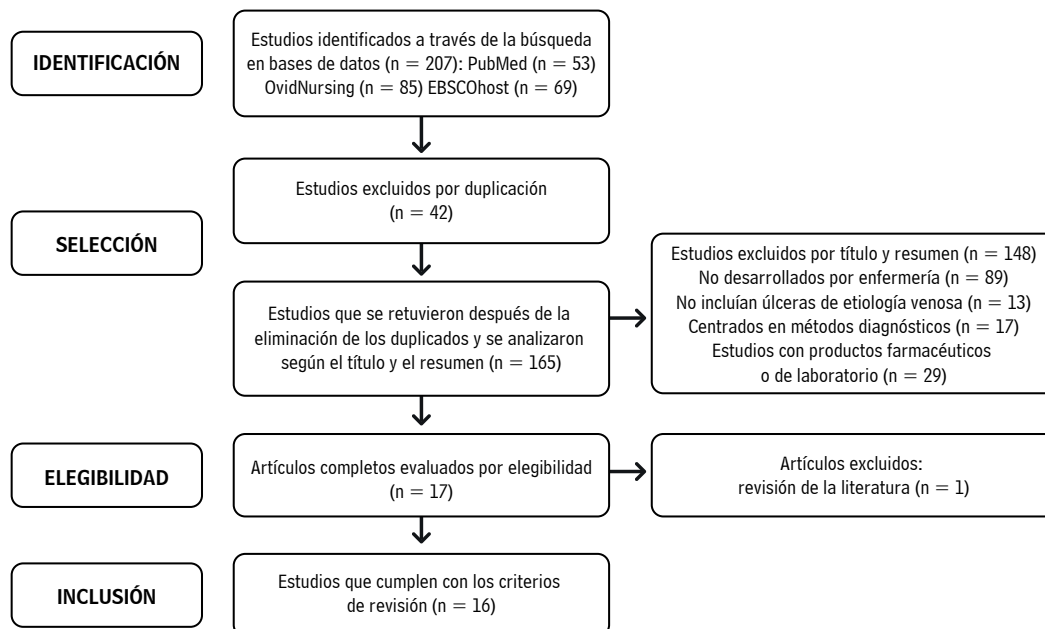 IDENTIFICACIÓN
Estudios identificados a través de la búsqueda
en bases de datos (n = 207): PubMed (n = 53)
OvidNursing (n = 85) EBSCOhost (n = 69)
SELECCIÓN
Estudios excluidos por duplicación
(n = 42)
Estudios que se retuvieron después de la
eliminación de los duplicados y se analizaron
según el título y el resumen (n = 165)
Estudios excluidos por título y resumen (n = 148)
No desarrollados por enfermería (n = 89)
No incluían úlceras de etiología venosa (n = 13)
Centrados en métodos diagnósticos (n = 17)
Estudios con productos farmacéuticos
o de laboratorio (n = 29)
ELEGIBILIDAD
Artículos completos evaluados por elegibilidad
(n = 17)
Artículos excluidos:
revisión de la literatura (n = 1)
INCLUSIÓN
Estudios que cumplen con los criterios
de revisión (n = 16)